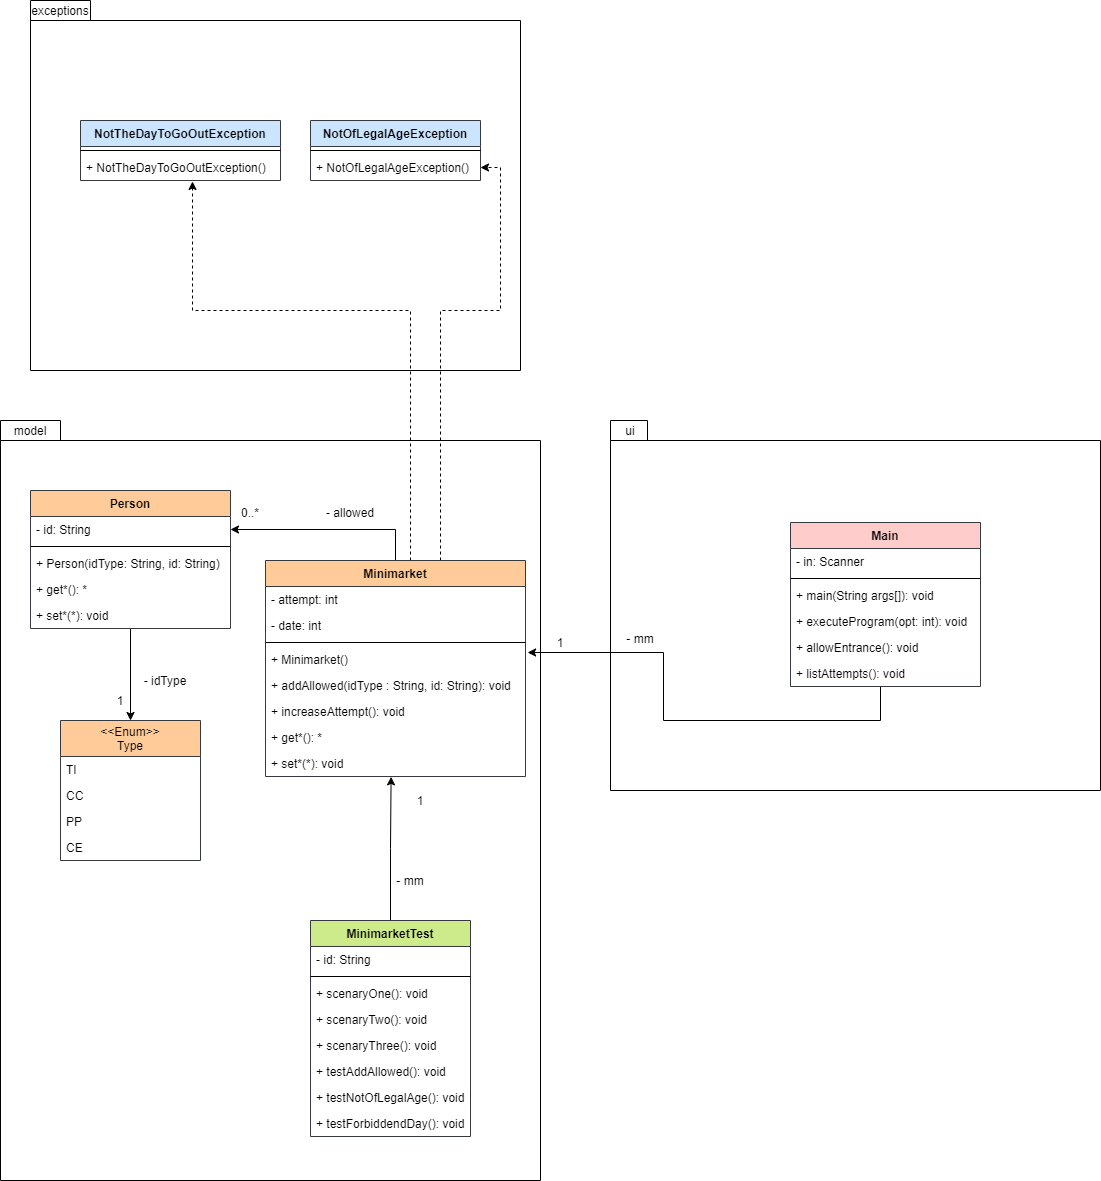 exceptions
NotTheDayToGoOutException
+ NotTheDayToGoOutException()
NotOfLegalAgeException
+ NotOfLegalAgeException()
model
Person
- id: String
+ Person(idType: String, id: String)
+ get*(): *
+ set*(*): void
0..*
- allowed
Minimarket
- attempt: int
- date: int
+ Minimarket()
+ addAllowed(idType : String, id: String): void
+ increaseAttempt(): void
+ get*(): *
+ set*(*): void
- idType
1
<<Enum>>
Type
TI
CC
PP
CE
1
- mm
MinimarketTest
- id: String
+ scenaryOne(): void
+ scenaryTwo(): void
+ scenaryThree(): void
+ testAddAllowed(): void
+ testNotOfLegalAge(): void
+ testForbiddendDay(): void
ui
Main
- in: Scanner
+ main(String args[]): void
+ executeProgram(opt: int): void
+ allowEntrance(): void
+ listAttempts(): void
1
- mm